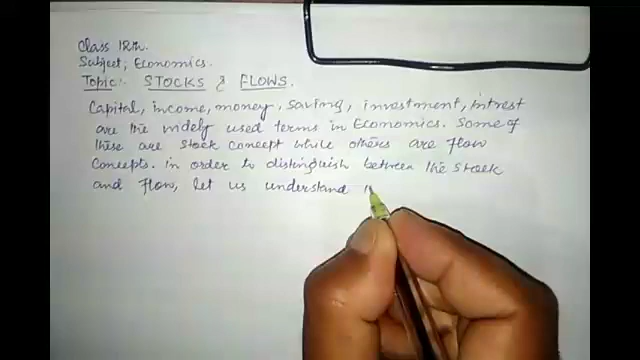 Class 12th.
Subject; Economics.
Topic:- STOCKS & FLOWS.
Capital, income, money, saving, investment, intrest
are the widely used terms in Economics. Some of
these are stock concept while others are flow
concepts. in order to distinguish between the stock
and flow, let us understand